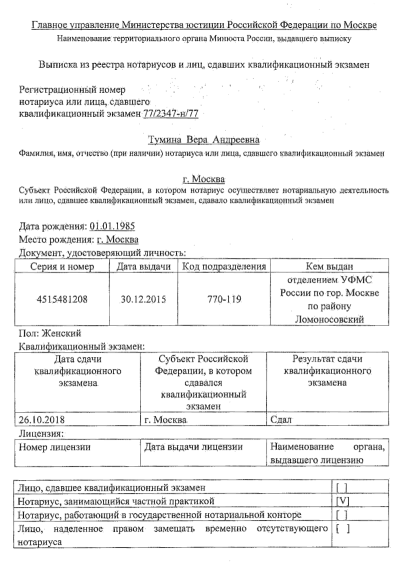 Главное управление Министерства юстиции Российской Федерации по Москве
Наименование территориального органа Минюста России, выдавшего выписку
Выписка из реестра нотариусов и лиц, сдавших квалификационный экзамен
Регистрационный номер
нотариуса или лица, сдавшего
квалификационный экзамен 77/2347-н/77
Тумина Вера Андреевна
Фамилия, имя, отчество (при наличии) нотариуса или лица, сдавшего квалификационный экзамен
г. Москва
Субъект Российской Федерации, в котором нотариус осуществляет нотариальную деятельность
или лицо, сдавшее квалификационный экзамен, сдавало квалификационный экзамен
Дата рождения: 01.01.1985
Место рождения: г. Москва
Документ, удостоверяющий личность:
Серия и номер Дата выдачи Код подразделения Кем выдан
4515481208 30.12.2015 770-119 отделением УФМС
России по гор. Москве
по району
Ломоносовский
Пол: Женский
Квалификационный экзамен:
Дата сдачи Субъект Российской Результат сдачи
квалификационного Федерации, в котором квалификационного
экзамена сдавался экзамена
квалификационный
экзамен
26.10.2018 г. Москва Сдал
Лицензия:
Номер лицензии Дата выдачи лицензии Наименование органа,
выдавшего лицензию
Лицо, сдавшее квалификационный экзамен [ ]
Нотариус, занимающийся частной практикой [V]
Нотариус, работающий в государственной нотариальной конторе [ ]
Лицо, наделенное правом замещать временно отсутствующего [ ]
нотариуса